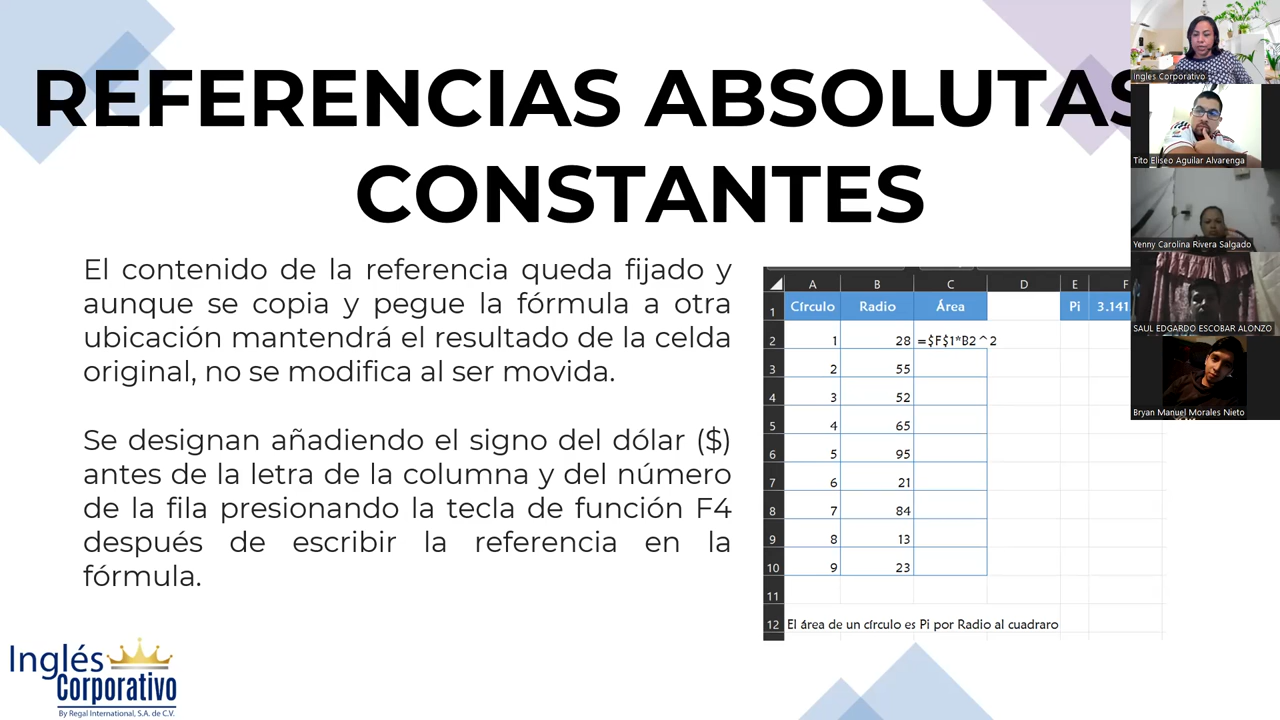 REFERENCIAS ABSOLUTAS
CONSTANTES
El contenido de la referencia queda fijado y
aunque se copia y pegue la fórmula a otra
ubicación mantendrá el resultado de la celda
original, no se modifica al ser movida.
Se designan añadiendo el signo del dólar ($)
antes de la letra de la columna y del número
de la fila presionando la tecla de función F4
después de escribir la referencia en la
fórmula.
A B C D E F
1 Círculo Radio Área Pi 3.141
2 1 28 =$F$1*B2^2
3 2 55
4 3 52
5 4 65
6 5 95
7 6 21
8 7 84
9 8 13
10 9 23
11
12 El área de un círculo es Pi por Radio al cuadraro
Inglés
Corporativo
By Regal International, S.A. de C.V.
Ingles Corporativo
Tito Eliseo Aguilar Alvarenga
Yenny Carolina Rivera Salgado
SAUL EDGARDO ESCOBAR ALONZO
Bryan Manuel Morales Nieto